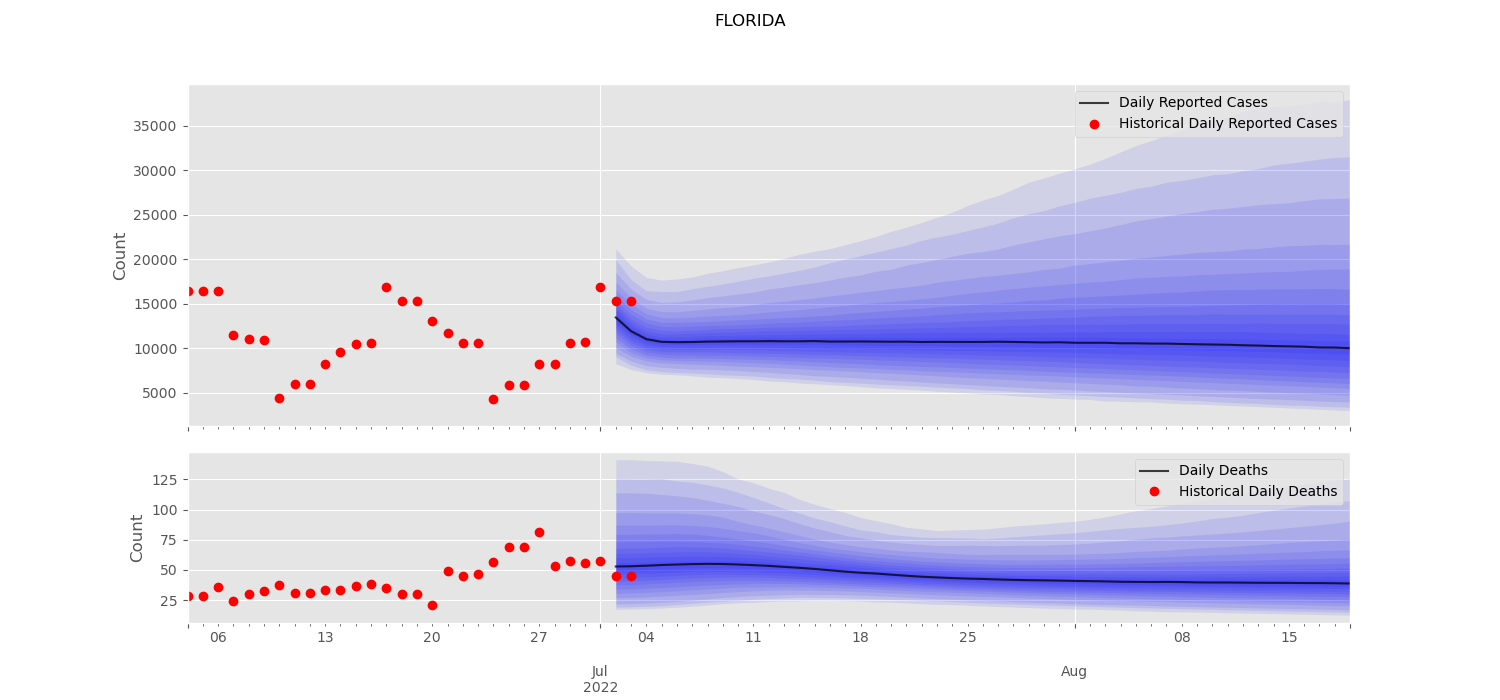 FLORIDA
Count
35000
30000
25000
20000
15000
10000
5000
Daily Reported Cases
Historical Daily Reported Cases
Count
125
100
75
50
25
Daily Deaths
Historical Daily Deaths
06 13 20 27 04 11 18 25 08 15
Jul Aug
2022